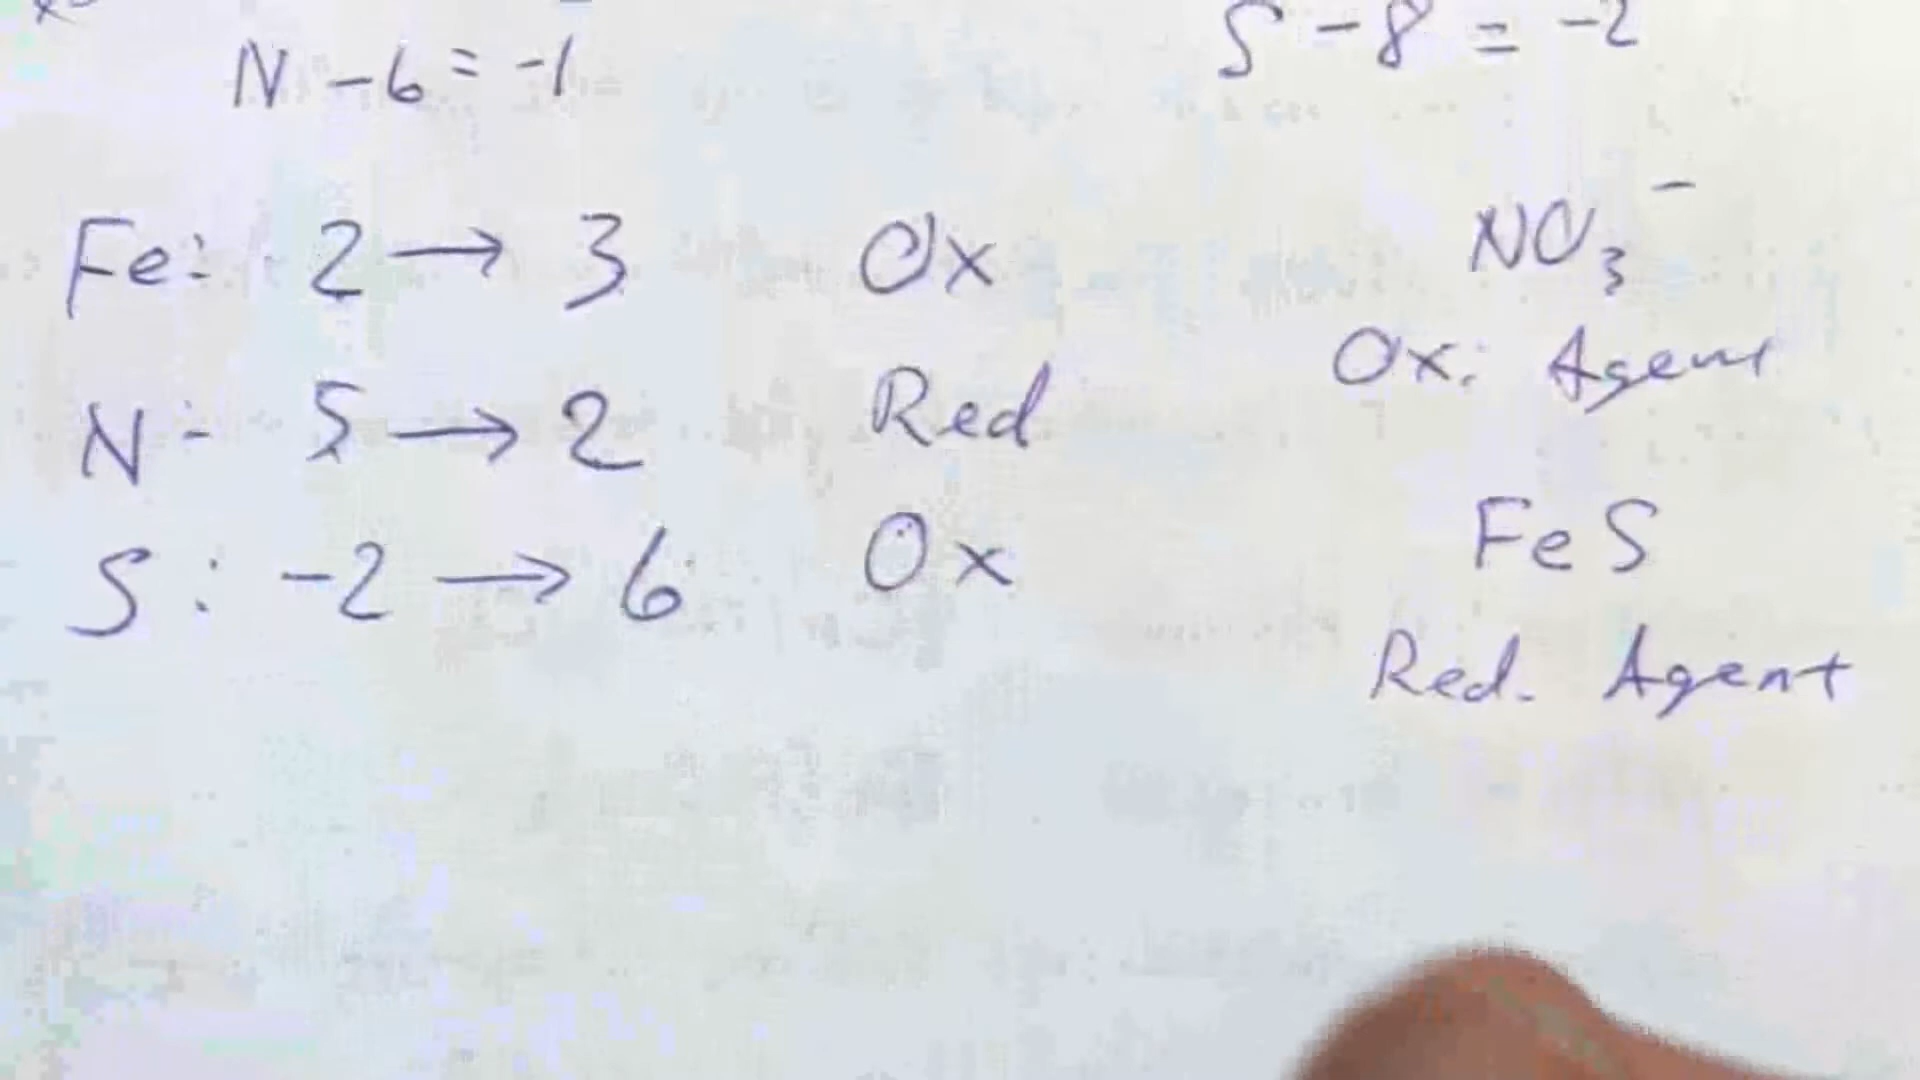 N - 6 = -1
S - 8 = -2
Fe: 2 → 3 Ox
N: 5 → 2 Red
S: -2 → 6 Ox
NO₃⁻
Ox. Agent
FeS
Red. Agent